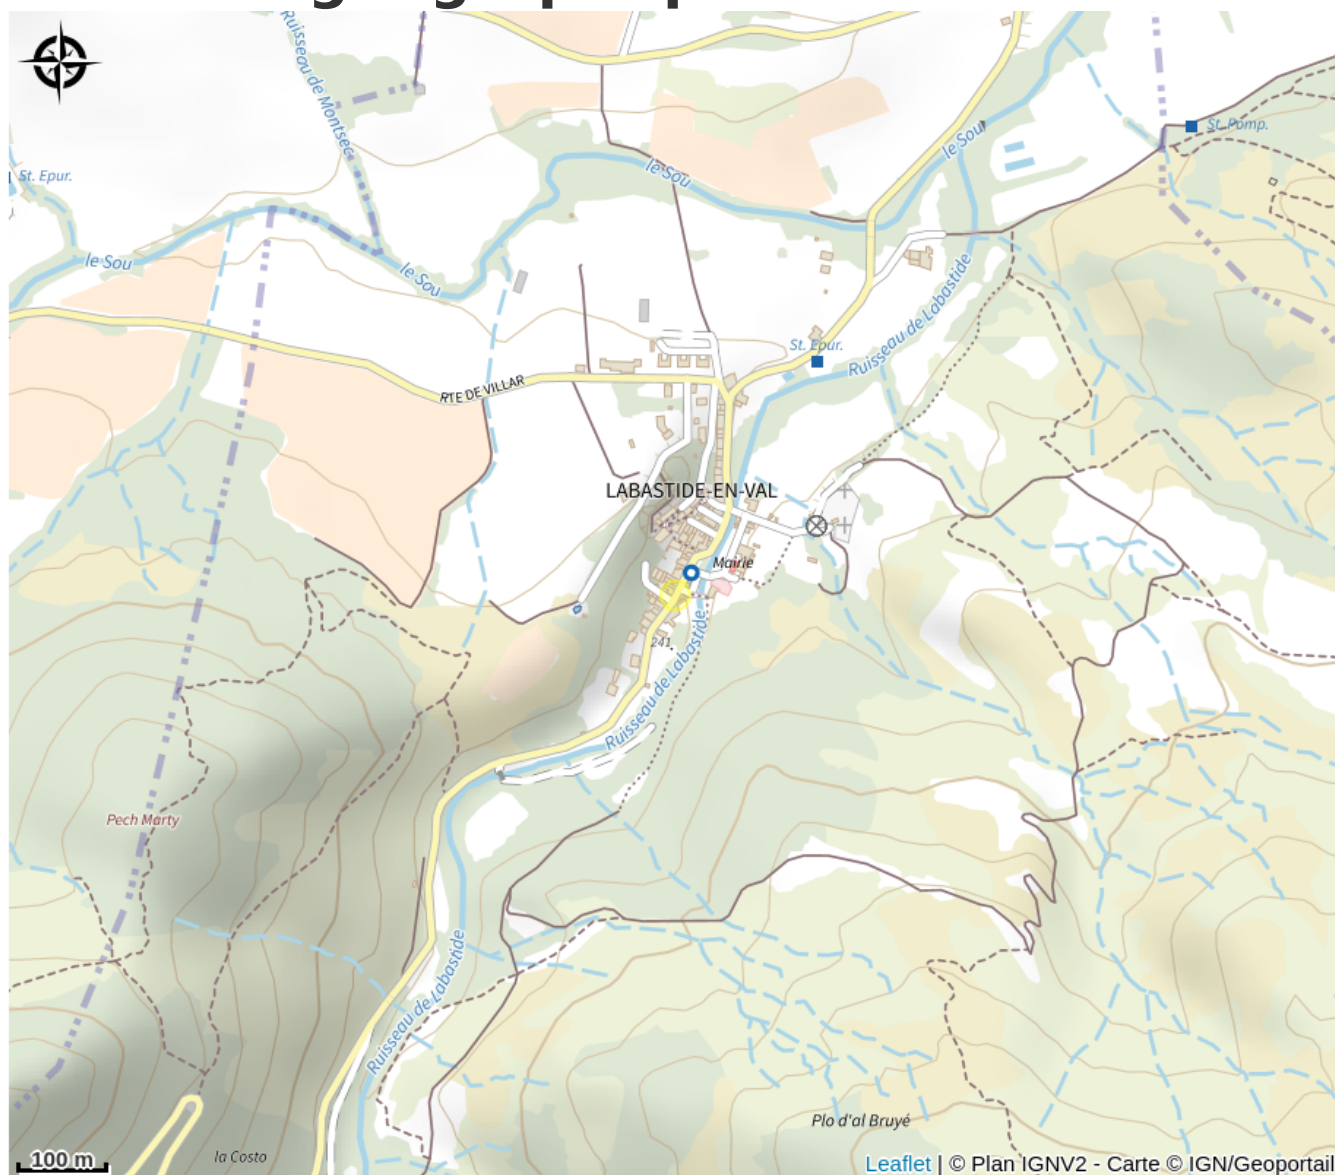 Ruisseau de Montsec
le Sou
St. Pomp.
le Sou
St. Epur.
le Sou
le Sou
Ruisseau de Labastide
St. Epur.
RTE DE VILLAR
LABASTIDE-EN-VAL
Mairie
241
Ruisseau de Labastide
Pech Marty
Ruisseau de Labastide
Plo d'al Bruyé
la Costo
100 m
Leaflet | © Plan IGNV2 - Carte © IGN/Geoportail